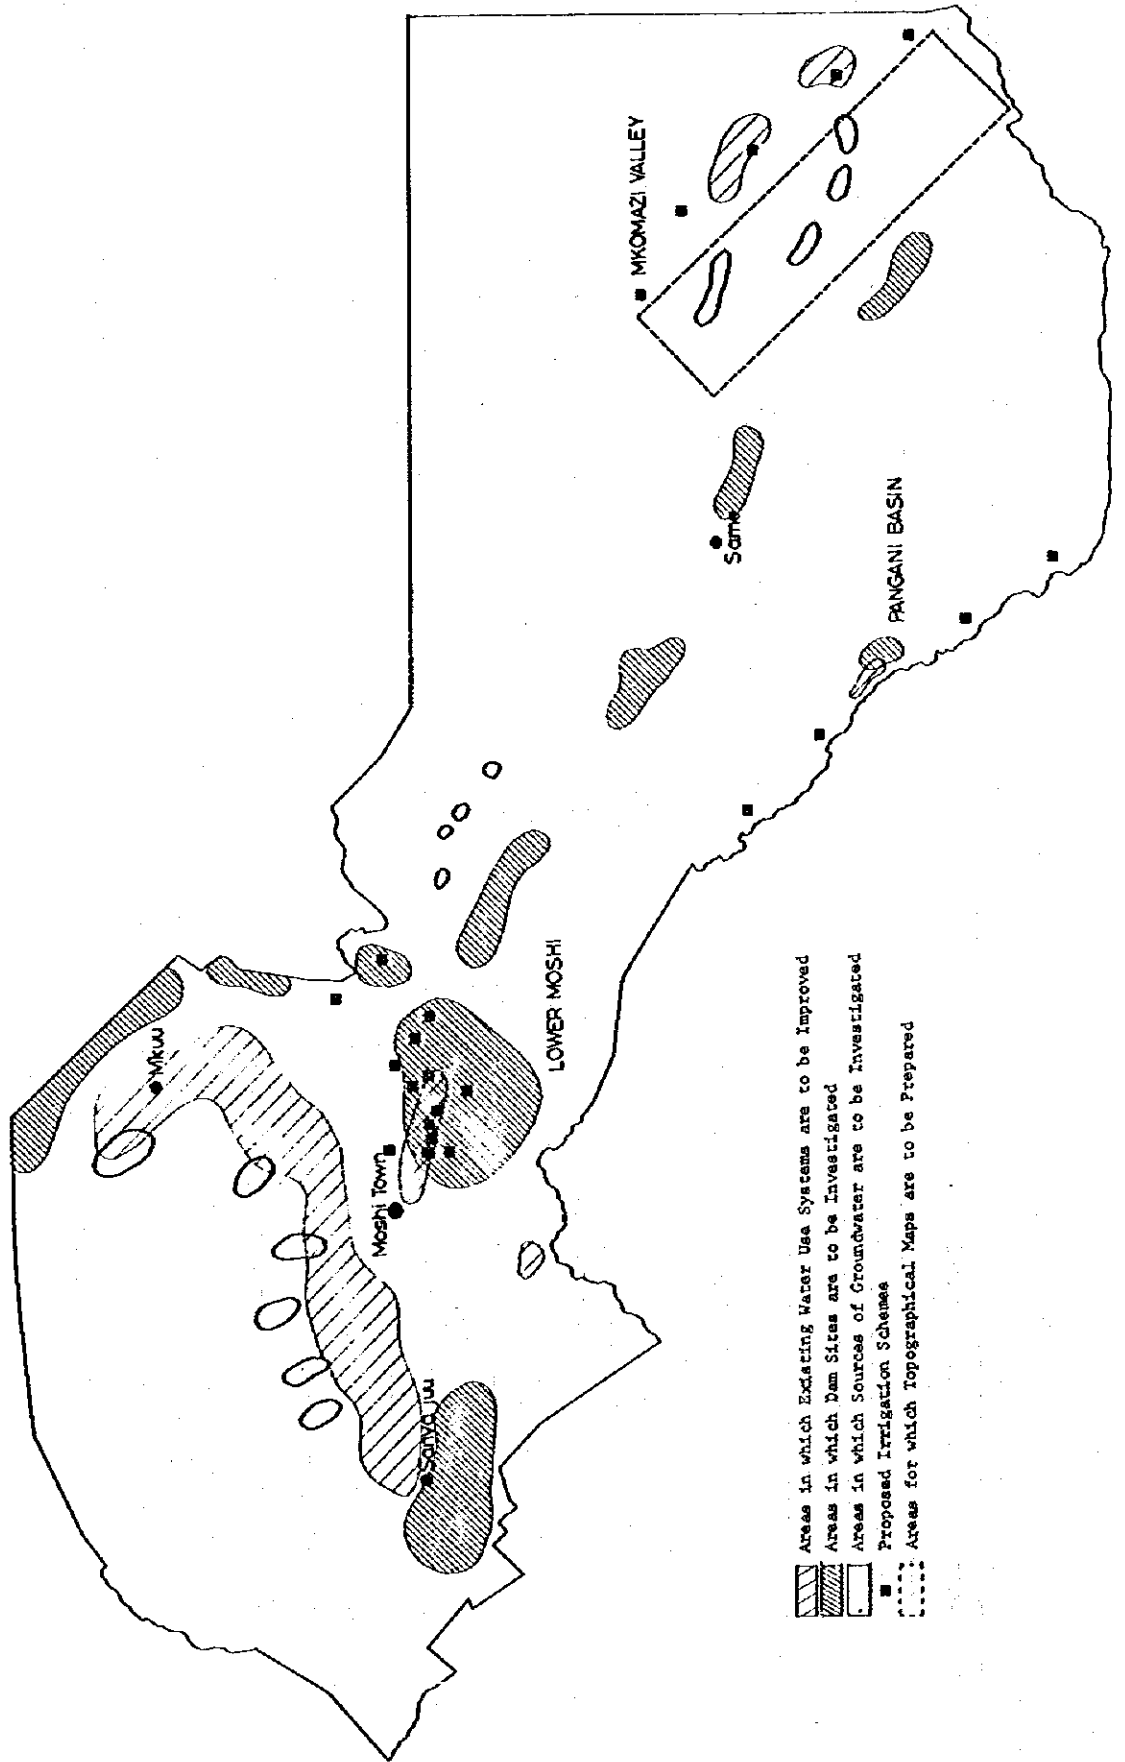 Mkuu
Moshi Town
Sanya Juu
LOWER MOSHI
Same
PANGANI BASIN
MKOMAZI VALLEY
Areas in which Existing Water Use Systems are to be Improved
Areas in which Dam Sites are to be Investigated
Areas in which Sources of Groundwater are to be Investigated
Proposed Irrigation Schemes
Areas for which Topographical Maps are to be Prepared